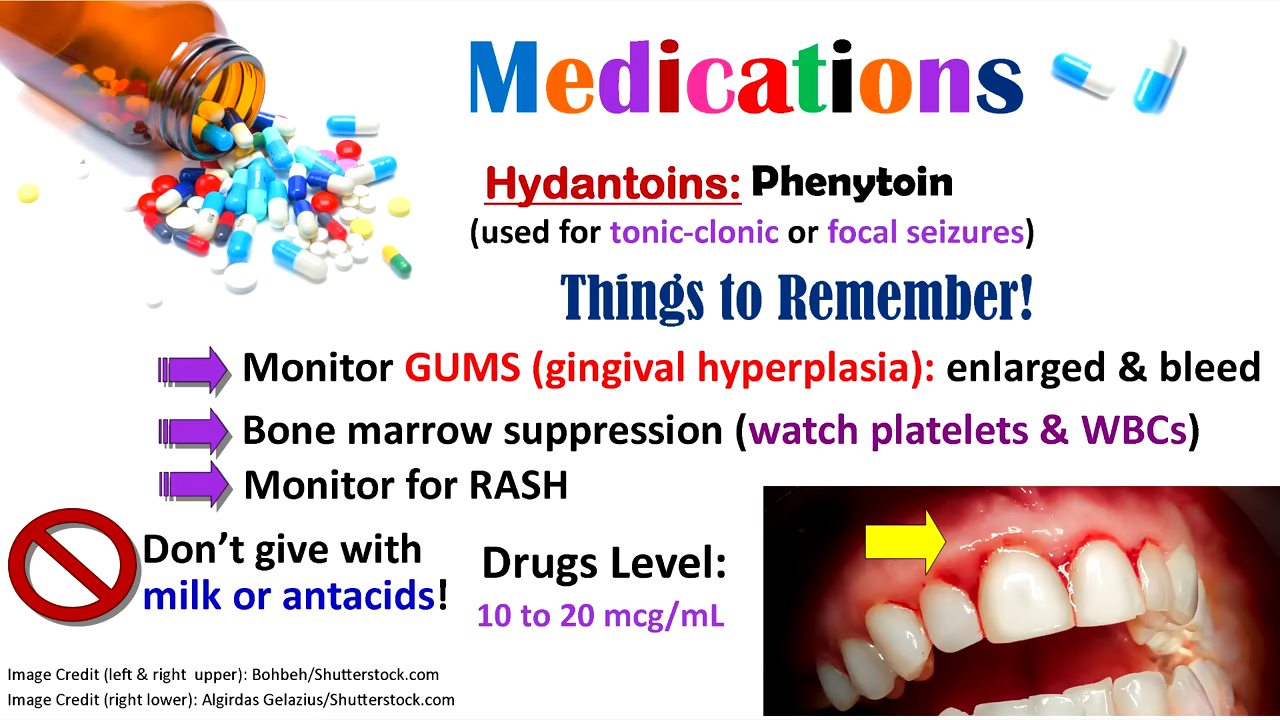 Medications
Hydantoins: Phenytoin
(used for tonic-clonic or focal seizures)
Things to Remember!
Monitor GUMS (gingival hyperplasia): enlarged & bleed
Bone marrow suppression (watch platelets & WBCs)
Monitor for RASH
Don't give with
milk or antacids!
Drugs Level:
10 to 20 mcg/mL
Image Credit (left & right upper): Bohbeh/Shutterstock.com
Image Credit (right lower): Algirdas Gelazius/Shutterstock.com